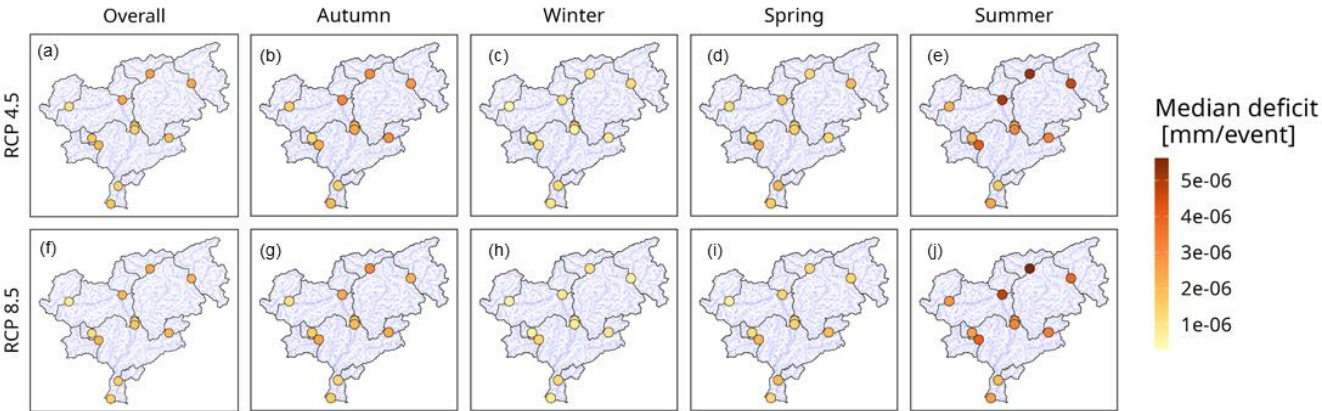 Overall
Autumn
Winter
Spring
Summer
RCP 4.5
(a)
(b)
(c)
(d)
(e)
RCP 8.5
(f)
(g)
(h)
(i)
(j)
Median deficit
[mm/event]
5e-06
4e-06
3e-06
2e-06
1e-06